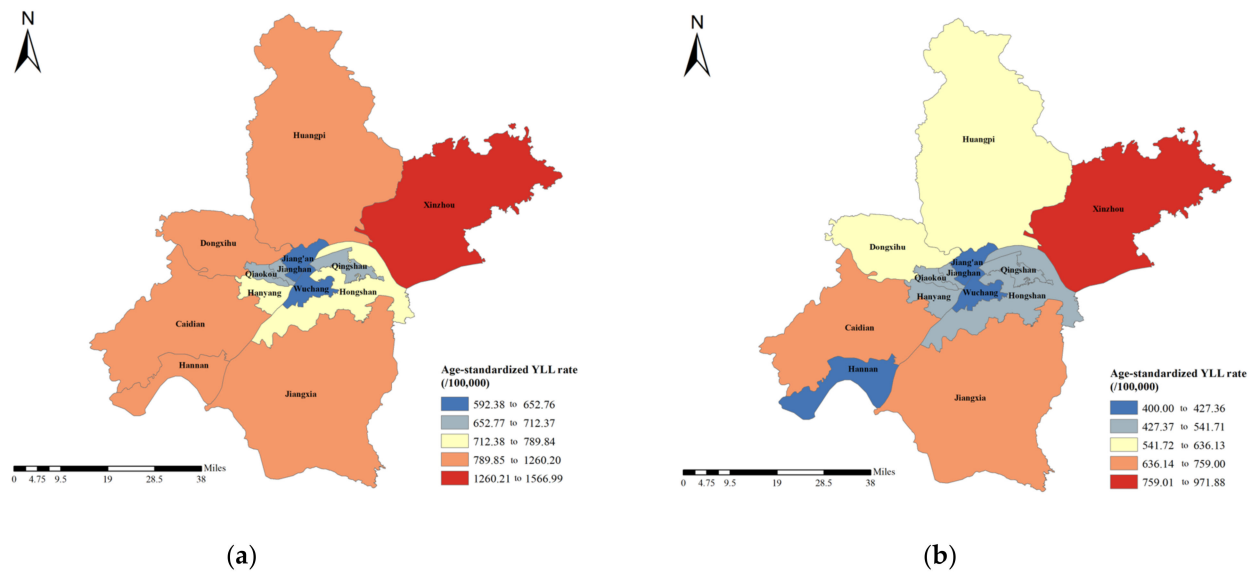 N
Huangpi
Xinzhou
Dongxihu
Jiang'an
Jianghan
Qiaokou
Qingshan
Hanyang
Wuchang
Hongshan
Caidian
Hannan
Jiangxia
Age-standardized YLL rate
(/100,000)
592.38 to 652.76
652.77 to 712.37
712.38 to 789.84
789.85 to 1260.20
1260.21 to 1566.99
Miles
0 4.75 9.5 19 28.5 38
(a)
N
Huangpi
Xinzhou
Dongxihu
Jiang'an
Jianghan
Qiaokou
Qingshan
Hanyang
Wuchang
Hongshan
Caidian
Hannan
Jiangxia
Age-standardized YLL rate
(/100,000)
400.00 to 427.36
427.37 to 541.71
541.72 to 636.13
636.14 to 759.00
759.01 to 971.88
Miles
0 4.75 9.5 19 28.5 38
(b)